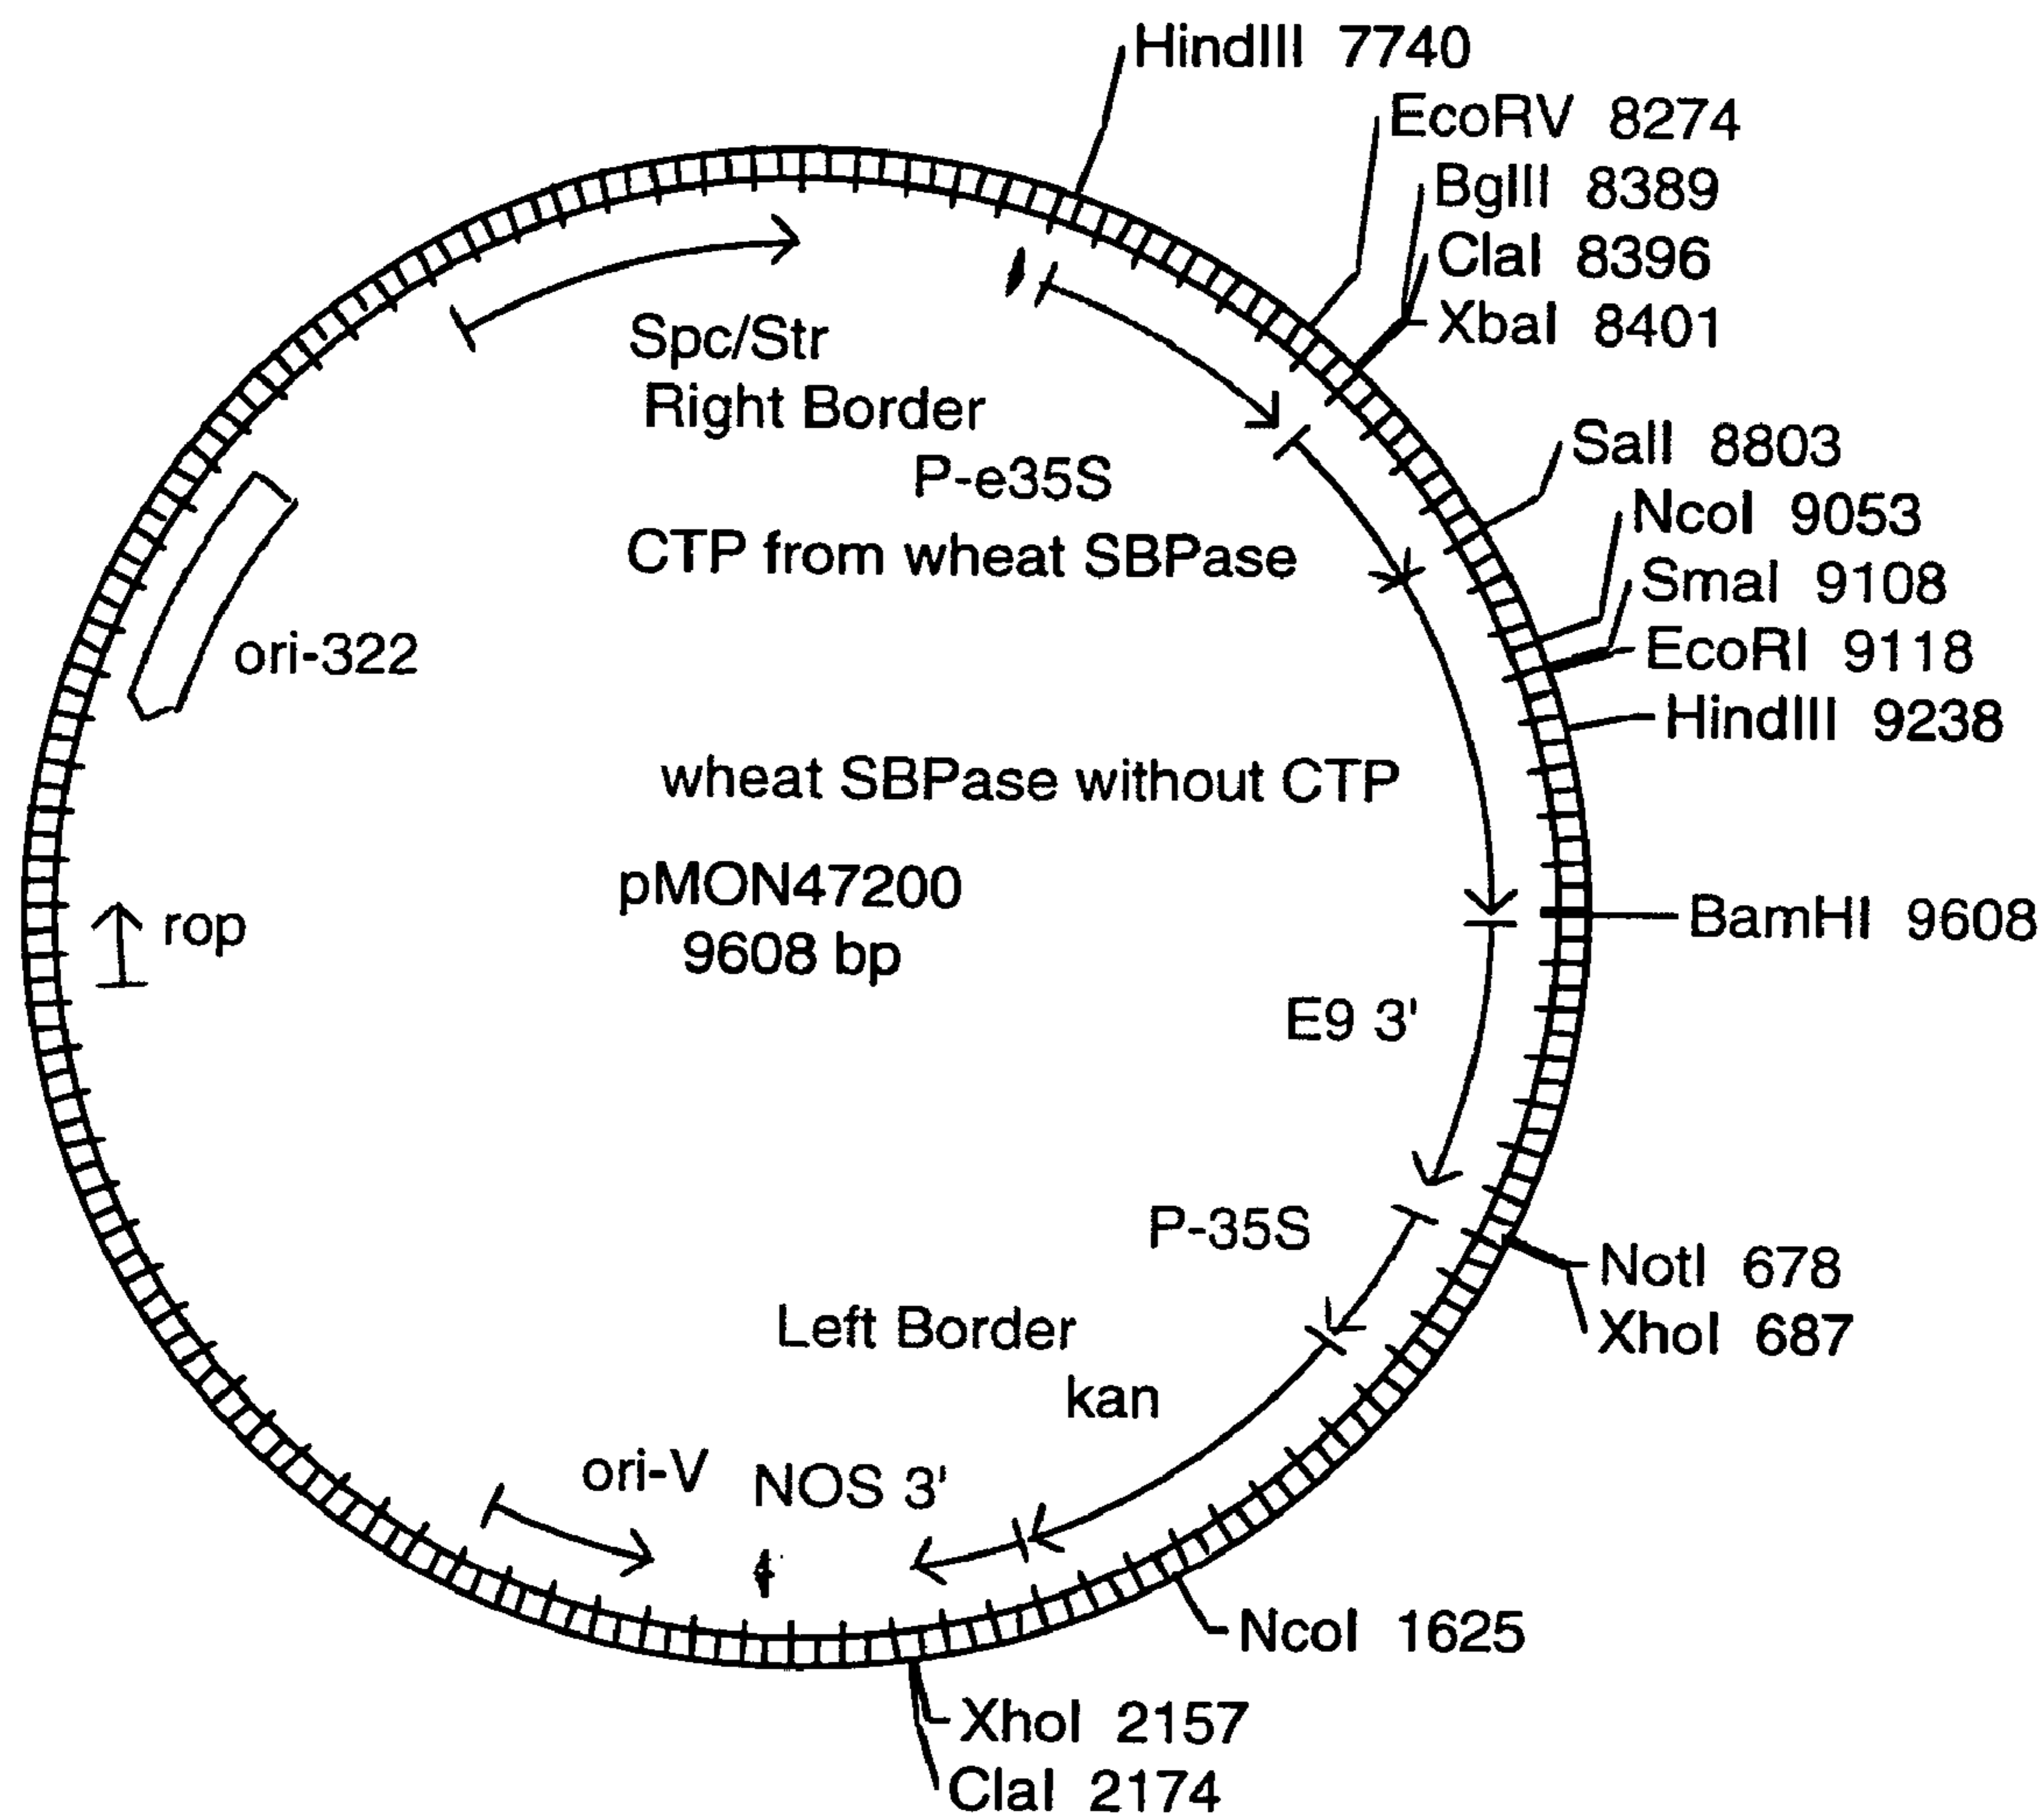 HindIII 7740
EcoRV 8274
BglII 8389
ClaI 8396
XbaI 8401
SalI 8803
NcoI 9053
SmaI 9108
EcoRI 9118
HindIII 9238
BamHI 9608
NotI 678
XhoI 687
NcoI 1625
XhoI 2157
ClaI 2174
Spc/Str
Right Border
P-e35S
CTP from wheat SBPase
ori-322
wheat SBPase without CTP
pMON47200
9608 bp
rop
E9 3'
P-35S
Left Border
kan
ori-V
NOS 3'